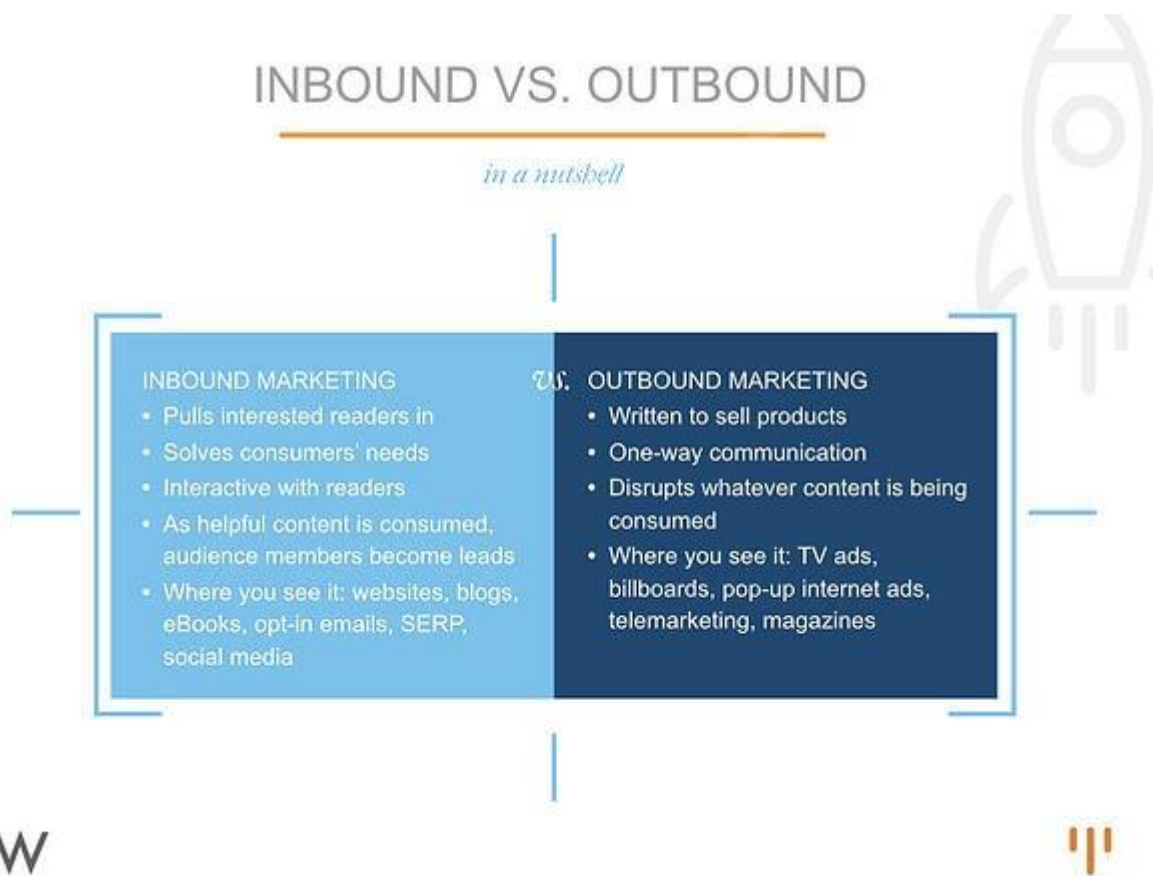 INBOUND VS. OUTBOUND
in a nutshell
INBOUND MARKETING
• Pulls interested readers in
• Solves consumers' needs
• Interactive with readers
• As helpful content is consumed,
audience members become leads
• Where you see it: websites, blogs,
eBooks, opt-in emails, SERP,
social media
vs.
OUTBOUND MARKETING
• Written to sell products
• One-way communication
• Disrupts whatever content is being
consumed
• Where you see it: TV ads,
billboards, pop-up internet ads,
telemarketing, magazines
W